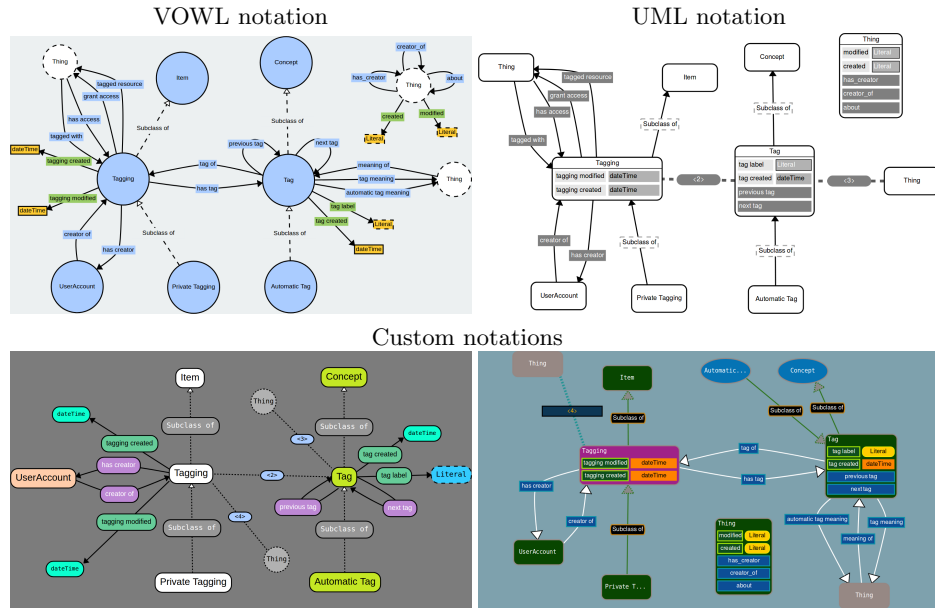 VOWL notation
UML notation
Thing
Item
Concept
creator_of
has_creator
about
Thing
created
modified
Literal
Literal
tagged resource
grant access
has access
tagged with
Subclass of
Subclass of
dateTime
tagging created
Tagging
tagging modified
dateTime
tag of
has tag
previous tag
next tag
Tag
meaning of
tag meaning
automatic tag meaning
Thing
tag label
Literal
tag created
dateTime
creator of
has creator
Subclass of
Subclass of
UserAccount
Private Tagging
Automatic Tag
Thing
Item
Concept
Thing
modified Literal
created Literal
has_creator
creator_of
about
tagged resource
grant access
has access
tagged with
Subclass of
Subclass of
Tagging
tagging modified dateTime
tagging created dateTime
<2>
Tag
tag label Literal
tag created dateTime
previous tag
next tag
<3>
Thing
creator of
has creator
Subclass of
Subclass of
UserAccount
Private Tagging
Automatic Tag
Custom notations
Item
Concept
Thing
dateTime
Subclass of
Subclass of
dateTime
tagging created
<3>
tag created
has creator
UserAccount
Tagging
<2>
Tag
tag label
Literal
creator of
previous tag
next tag
tagging modified
Subclass of
<4>
Subclass of
dateTime
Thing
Private Tagging
Automatic Tag
Thing
Item
Automatic...
Concept
<4>
Subclass of
Subclass of
Subclass of
Tagging
tagging modified dateTime
tagging created dateTime
tag of
has tag
Tag
tag label Literal
tag created dateTime
previous tag
next tag
has creator
creator of
Subclass of
UserAccount
Private T...
Thing
modified Literal
created Literal
has_creator
creator_of
about
automatic tag meaning
tag meaning
meaning of
Thing